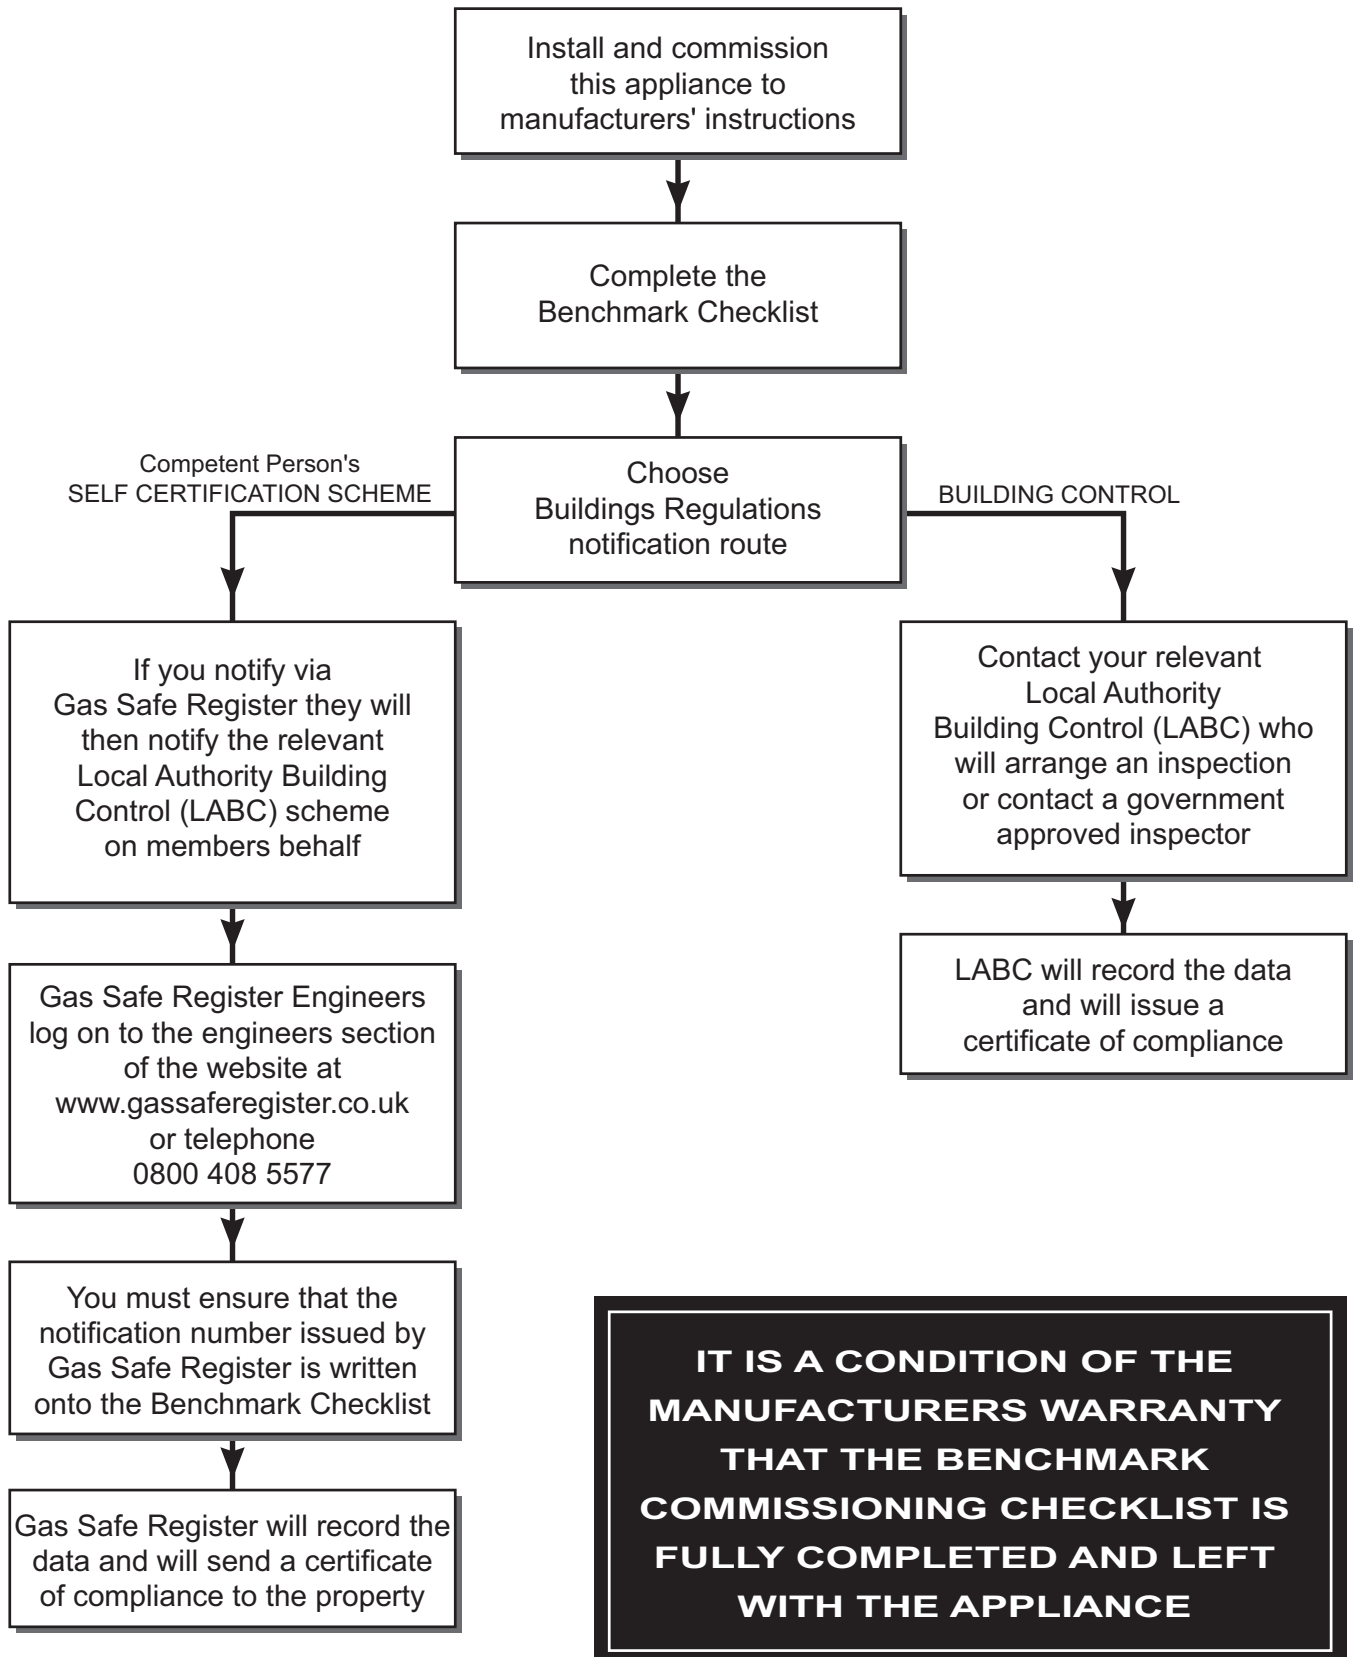 Install and commission
this appliance to
manufacturers' instructions
Complete the
Benchmark Checklist
Choose
Buildings Regulations
notification route
Competent Person's
SELF CERTIFICATION SCHEME
BUILDING CONTROL
If you notify via
Gas Safe Register they will
then notify the relevant
Local Authority Building
Control (LABC) scheme
on members behalf
Gas Safe Register Engineers
log on to the engineers section
of the website at
www.gassaferegister.co.uk
or telephone
0800 408 5577
You must ensure that the
notification number issued by
Gas Safe Register is written
onto the Benchmark Checklist
Gas Safe Register will record the
data and will send a certificate
of compliance to the property
Contact your relevant
Local Authority
Building Control (LABC) who
will arrange an inspection
or contact a government
approved inspector
LABC will record the data
and will issue a
certificate of compliance
IT IS A CONDITION OF THE
MANUFACTURERS WARRANTY
THAT THE BENCHMARK
COMMISSIONING CHECKLIST IS
FULLY COMPLETED AND LEFT
WITH THE APPLIANCE